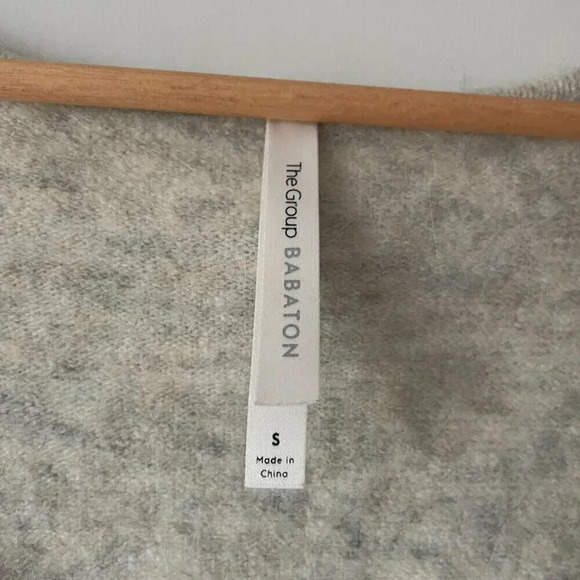 The Group BABATON
S
Made in
China